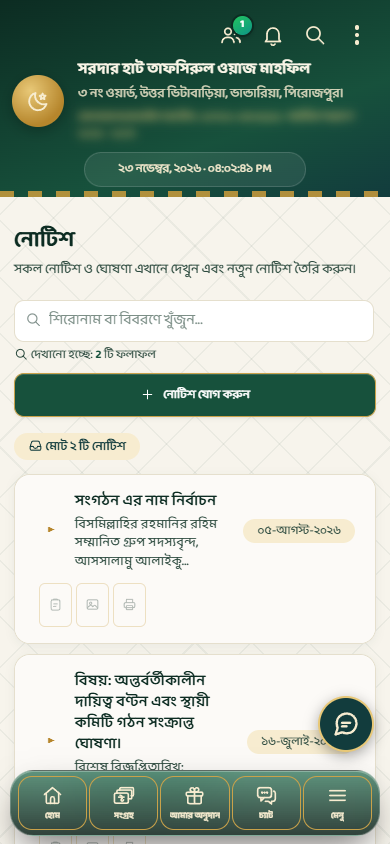 1
সরদার হাট তাফসিরুল ওয়াজ মাহফিল
৩ নং ওয়ার্ড, উত্তর ভিটাবাড়িয়া, ভান্ডারিয়া, পিরোজপুর।
২৩ নভেম্বর, ২০২৬ · ০৪:০২:৪১ PM
নোটিশ
সকল নোটিশ ও ঘোষণা এখানে দেখুন এবং নতুন নোটিশ তৈরি করুন।
শিরোনাম বা বিবরণে খুঁজুন...
দেখানো হচ্ছে: 2 টি ফলাফল
+ নোটিশ যোগ করুন
মোট ২ টি নোটিশ
সংগঠন এর নাম নির্বাচন
বিসমিল্লাহির রহমানির রহিম
সম্মানিত গ্রুপ সদস্যবৃন্দ,
আসসালামু আলাইকু...
০৫-আগস্ট-২০২৬
বিষয়: অন্তর্বর্তীকালীন
দায়িত্ব বণ্টন এবং স্থায়ী
কমিটি গঠন সংক্রান্ত
ঘোষণা।
১৬-জুলাই-২০
বিশেষ বিজ্ঞপ্তিতারিখ:
হোম
সংগ্রহ
আমার অনুদান
চ্যাট
মেনু